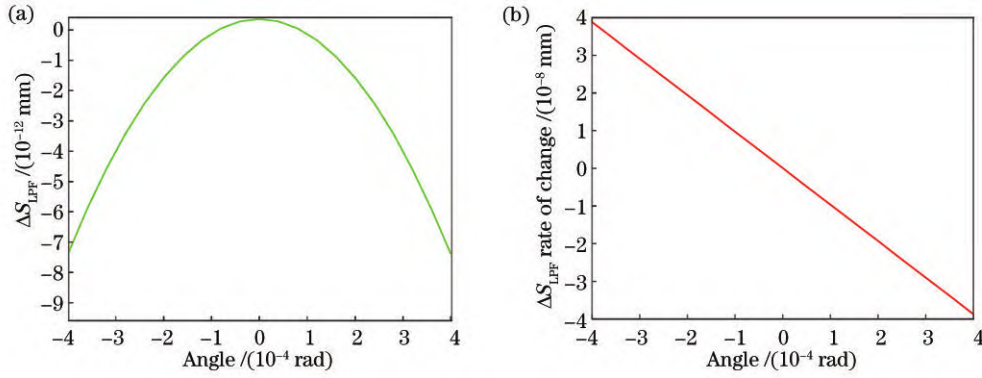 (a)
0
−1
−2
−3
−4
−5
−6
−7
−8
−9
ΔS_LPF /(10⁻¹² mm)
−4 −3 −2 −1 0 1 2 3 4
Angle /(10⁻⁴ rad)
(b)
4
3
2
1
0
−1
−2
−3
−4
ΔS_LPF rate of change /(10⁻⁸ mm)
−4 −3 −2 −1 0 1 2 3 4
Angle /(10⁻⁴ rad)